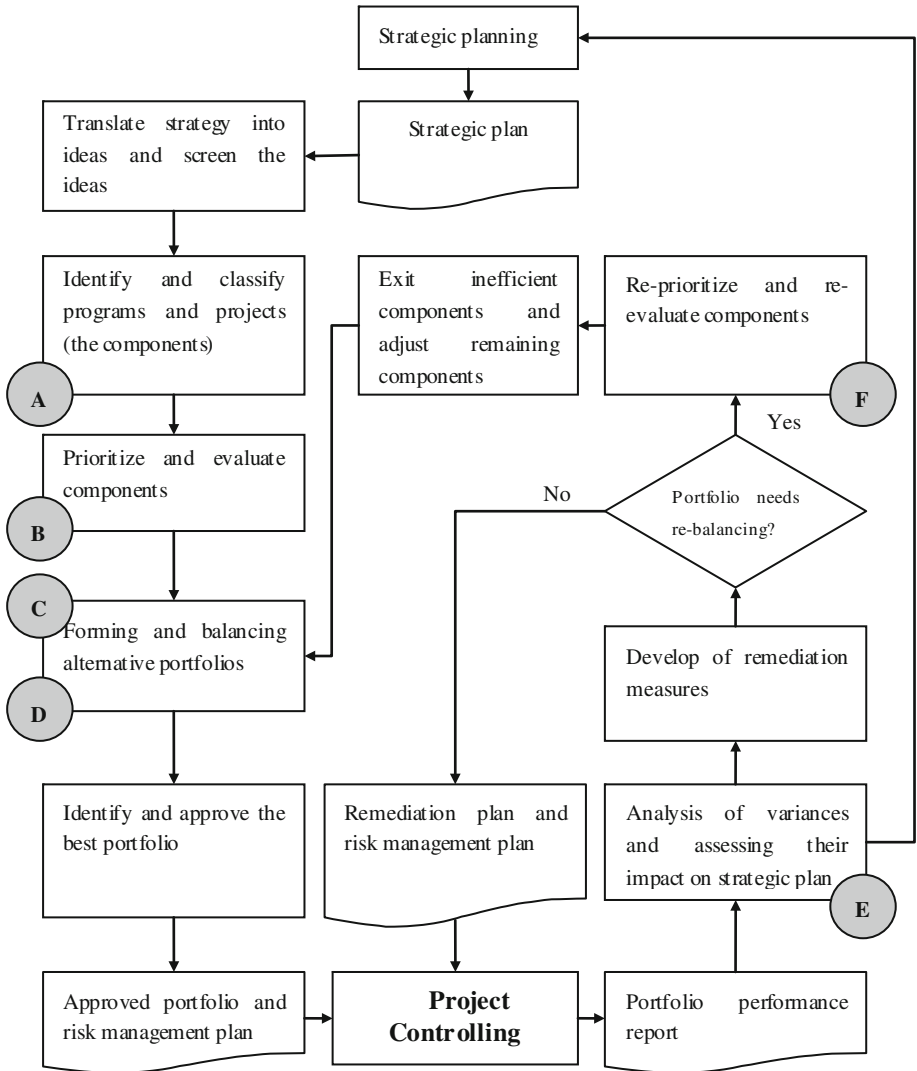 Strategic planning
Strategic plan
Translate strategy into
ideas and screen the
ideas
Identify and classify
programs and projects
(the components)
A
Exit inefficient
components and
adjust remaining
components
Re-prioritize and re-
evaluate components
F
Yes
Prioritize and evaluate
components
B
No
Portfolio needs
re-balancing?
C
Forming and balancing
alternative portfolios
D
Develop of remediation
measures
Identify and approve the
best portfolio
Remediation plan and
risk management plan
Analysis of variances
and assessing their
impact on strategic plan
E
Approved portfolio and
risk management plan
Project
Controlling
Portfolio performance
report